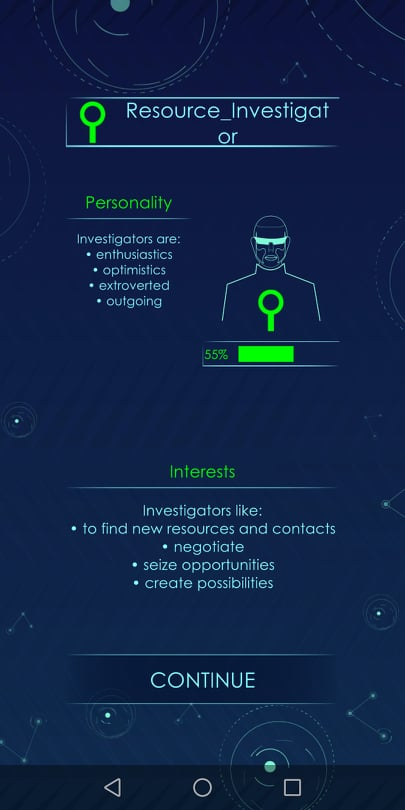 Resource_Investigat
or
Personality
Investigators are:
• enthusiastics
• optimistics
• extroverted
• outgoing
55%
Interests
Investigators like:
• to find new resources and contacts
• negotiate
• seize opportunities
• create possibilities
CONTINUE